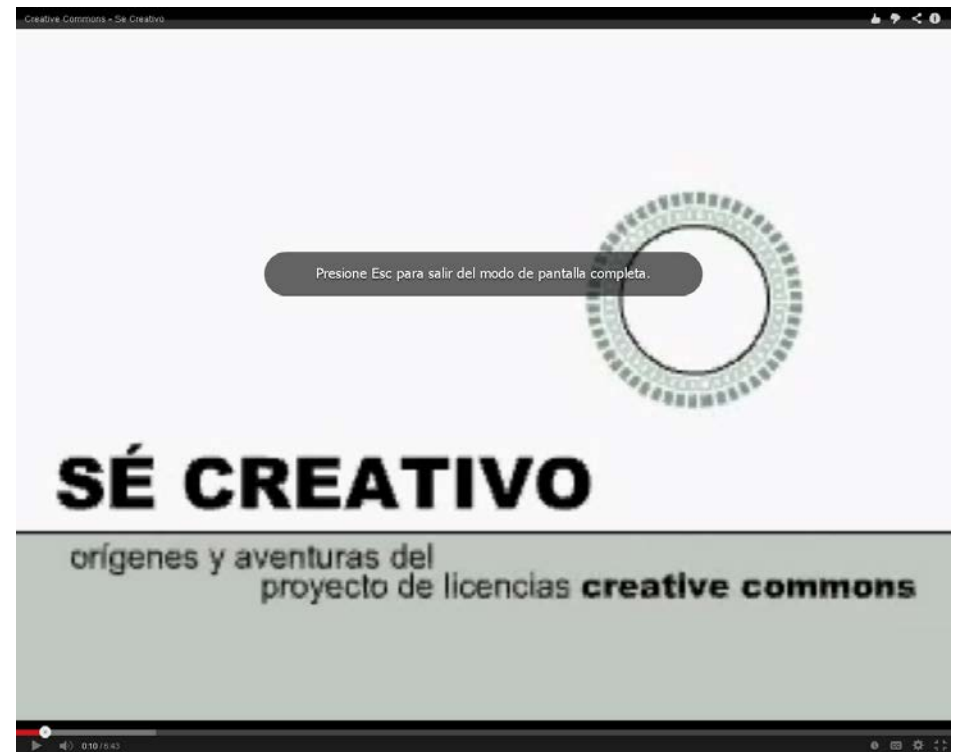 Creative Commons - Se Creativo
Presione Esc para salir del modo de pantalla completa.
SÉ CREATIVO
orígenes y aventuras del
proyecto de licencias creative commons
0:10 / 6:43